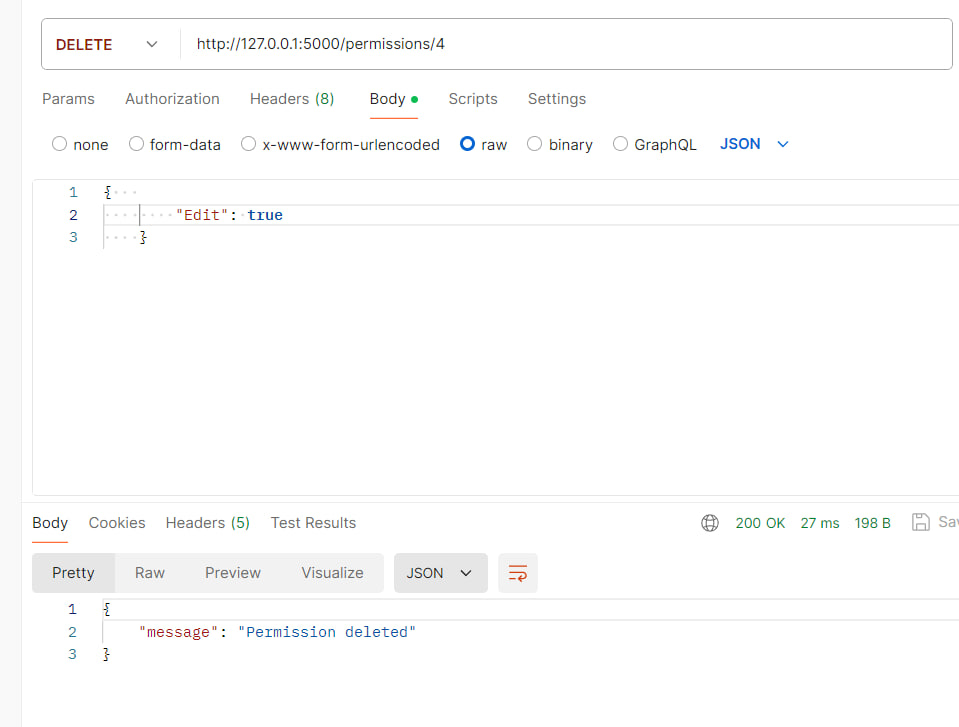 DELETE http://127.0.0.1:5000/permissions/4
Params Authorization Headers (8) Body Scripts Settings
none form-data x-www-form-urlencoded raw binary GraphQL JSON
1 {
2 "Edit": true
3 }
Body Cookies Headers (5) Test Results 200 OK 27 ms 198 B Sav
Pretty Raw Preview Visualize JSON
1 {
2 "message": "Permission deleted"
3 }